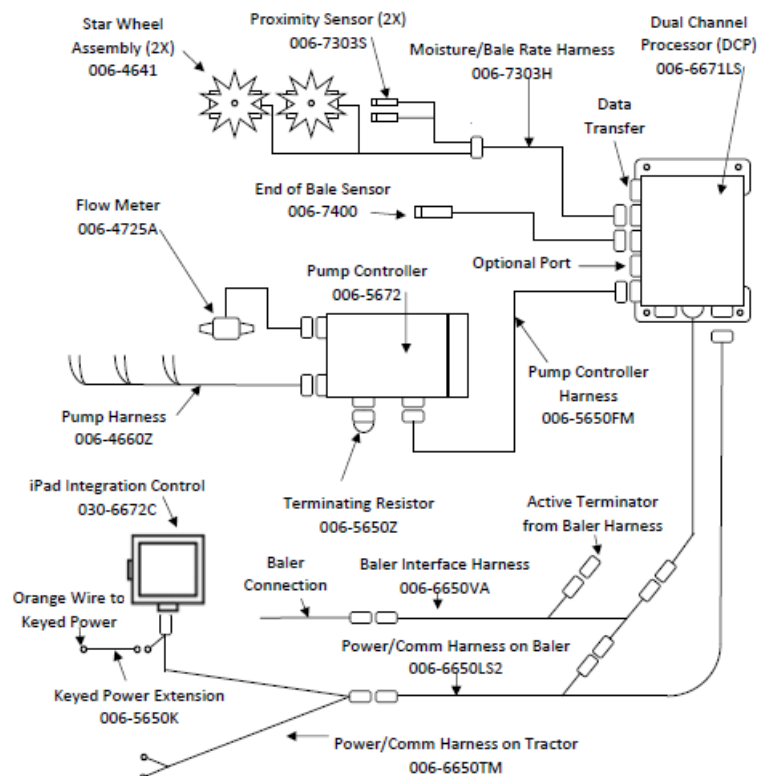 Star Wheel
Assembly (2X)
006-4641
Proximity Sensor (2X)
006-7303S
Moisture/Bale Rate Harness
006-7303H
Dual Channel
Processor (DCP)
006-6671LS
Data
Transfer
End of Bale Sensor
006-7400
Flow Meter
006-4725A
Optional Port
Pump Controller
006-5672
Pump Controller
Harness
006-5650FM
Pump Harness
006-4660Z
Terminating Resistor
006-5650Z
iPad Integration Control
030-6672C
Active Terminator
from Baler Harness
Baler
Connection
Baler Interface Harness
006-6650VA
Orange Wire to
Keyed Power
Power/Comm Harness on Baler
006-6650LS2
Keyed Power Extension
006-5650K
Power/Comm Harness on Tractor
006-6650TM